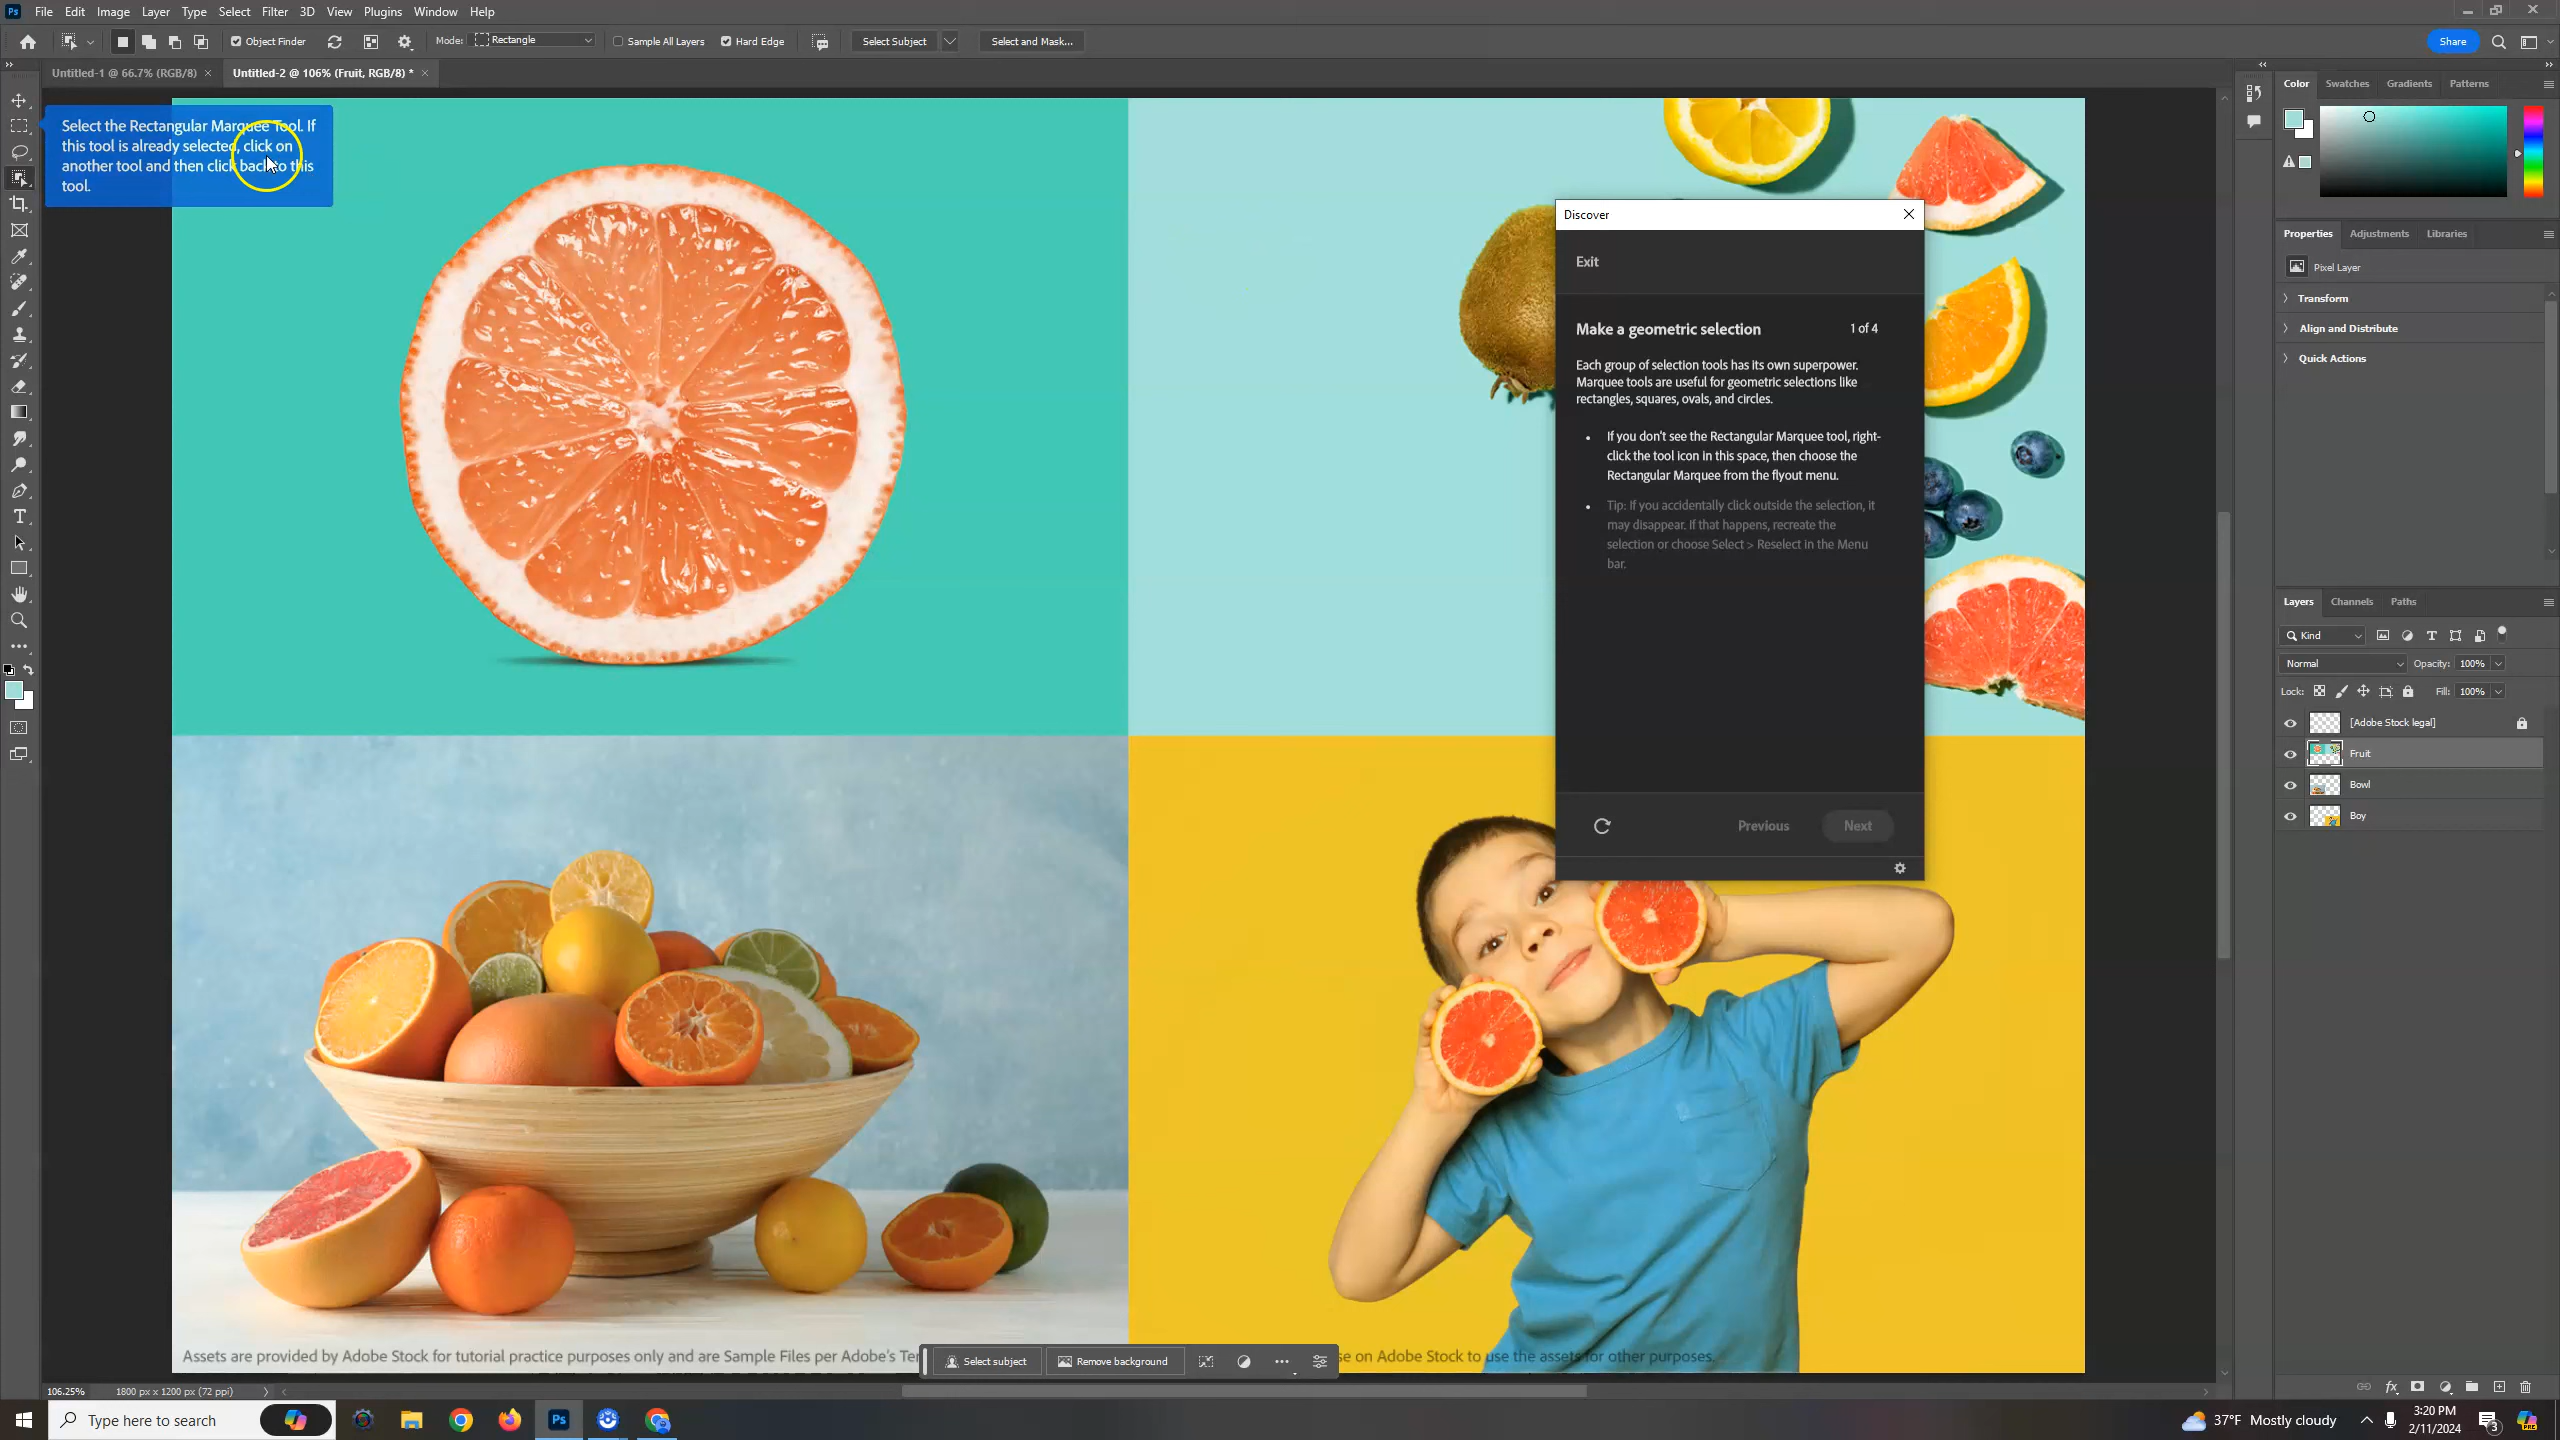 Ps File Edit Image Layer Type Select Filter 3D View Plugins Window Help
Object Finder Mode: Rectangle Sample All Layers Hard Edge Select Subject Select and Mask... Share
Untitled-1 @ 66.7% (RGB/8) × Untitled-2 @ 106% (Fruit, RGB/8) * ×
Select the Rectangular Marquee Tool. If
this tool is already selected, click on
another tool and then click back to this
tool.
Discover
Exit
Make a geometric selection 1 of 4
Each group of selection tools has its own superpower.
Marquee tools are useful for geometric selections like
rectangles, squares, ovals, and circles.
• If you don't see the Rectangular Marquee tool, right-
click the tool icon in this space, then choose the
Rectangular Marquee from the flyout menu.
• Tip: If you accidentally click outside the selection, it
may disappear. If that happens, recreate the
selection or choose Select > Reselect in the Menu
bar.
Previous Next
Color Swatches Gradients Patterns
Properties Adjustments Libraries
Pixel Layer
Transform
Align and Distribute
Quick Actions
Layers Channels Paths
Kind
Normal Opacity: 100%
Lock: Fill: 100%
[Adobe Stock legal]
Fruit
Bowl
Boy
fx
Assets are provided by Adobe Stock for tutorial practice purposes only and are Sample Files per Adobe's
Select subject Remove background
on Adobe Stock to use the assets for other purposes.
106.25% 1800 px x 1200 px (72 ppi)
Type here to search
Ps
37°F Mostly cloudy
3:20 PM
2/11/2024
3